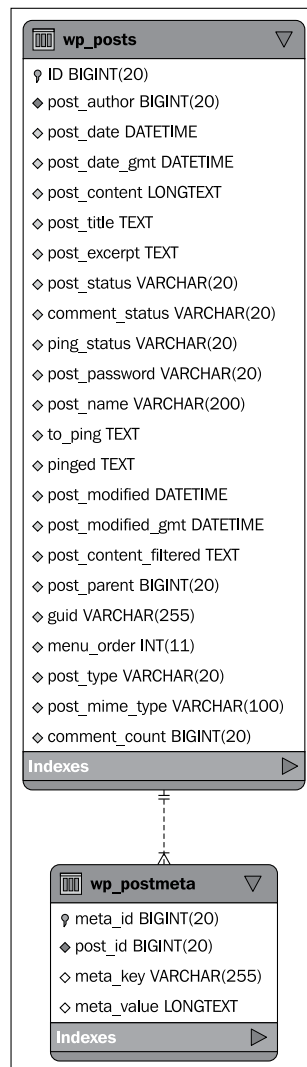 wp_posts
ID BIGINT(20)
post_author BIGINT(20)
post_date DATETIME
post_date_gmt DATETIME
post_content LONGTEXT
post_title TEXT
post_excerpt TEXT
post_status VARCHAR(20)
comment_status VARCHAR(20)
ping_status VARCHAR(20)
post_password VARCHAR(20)
post_name VARCHAR(200)
to_ping TEXT
pinged TEXT
post_modified DATETIME
post_modified_gmt DATETIME
post_content_filtered TEXT
post_parent BIGINT(20)
guid VARCHAR(255)
menu_order INT(11)
post_type VARCHAR(20)
post_mime_type VARCHAR(100)
comment_count BIGINT(20)
Indexes
wp_postmeta
meta_id BIGINT(20)
post_id BIGINT(20)
meta_key VARCHAR(255)
meta_value LONGTEXT
Indexes